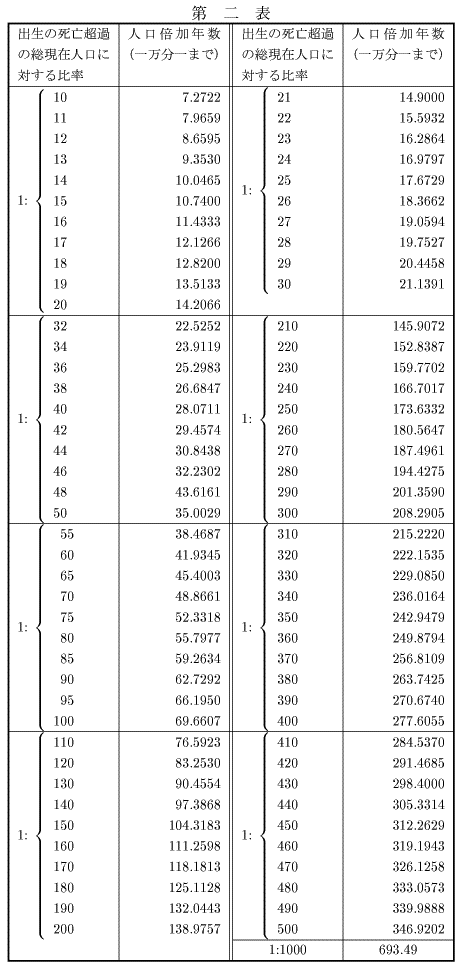 第二表
出生の死亡超過 人口倍加年数 出生の死亡超過 人口倍加年数
の総現在人口に (一万分一まで) の総現在人口に (一万分一まで)
対する比率 対する比率
10 7.2722 21 14.9000
11 7.9659 22 15.5932
12 8.6595 23 16.2864
13 9.3530 24 16.9797
14 10.0465 1: 25 17.6729
1: 15 10.7400 26 18.3662
16 11.4333 27 19.0594
17 12.1266 28 19.7527
18 12.8200 29 20.4458
19 13.5133 30 21.1391
20 14.2066
32 22.5252 210 145.9072
34 23.9119 220 152.8387
36 25.2983 230 159.7702
38 26.6847 240 166.7017
1: 40 28.0711 1: 250 173.6332
42 29.4574 260 180.5647
44 30.8438 270 187.4961
46 32.2302 280 194.4275
48 43.6161 290 201.3590
50 35.0029 300 208.2905
55 38.4687 310 215.2220
60 41.9345 320 222.1535
65 45.4003 330 229.0850
70 48.8661 340 236.0164
1: 75 52.3318 1: 350 242.9479
80 55.7977 360 249.8794
85 59.2634 370 256.8109
90 62.7292 380 263.7425
95 66.1950 390 270.6740
100 69.6607 400 277.6055
110 76.5923 410 284.5370
120 83.2530 420 291.4685
130 90.4554 430 298.4000
140 97.3868 440 305.3314
1: 150 104.3183 1: 450 312.2629
160 111.2598 460 319.1943
170 118.1813 470 326.1258
180 125.1128 480 333.0573
190 132.0443 490 339.9888
200 138.9757 500 346.9202
1:1000 693.49